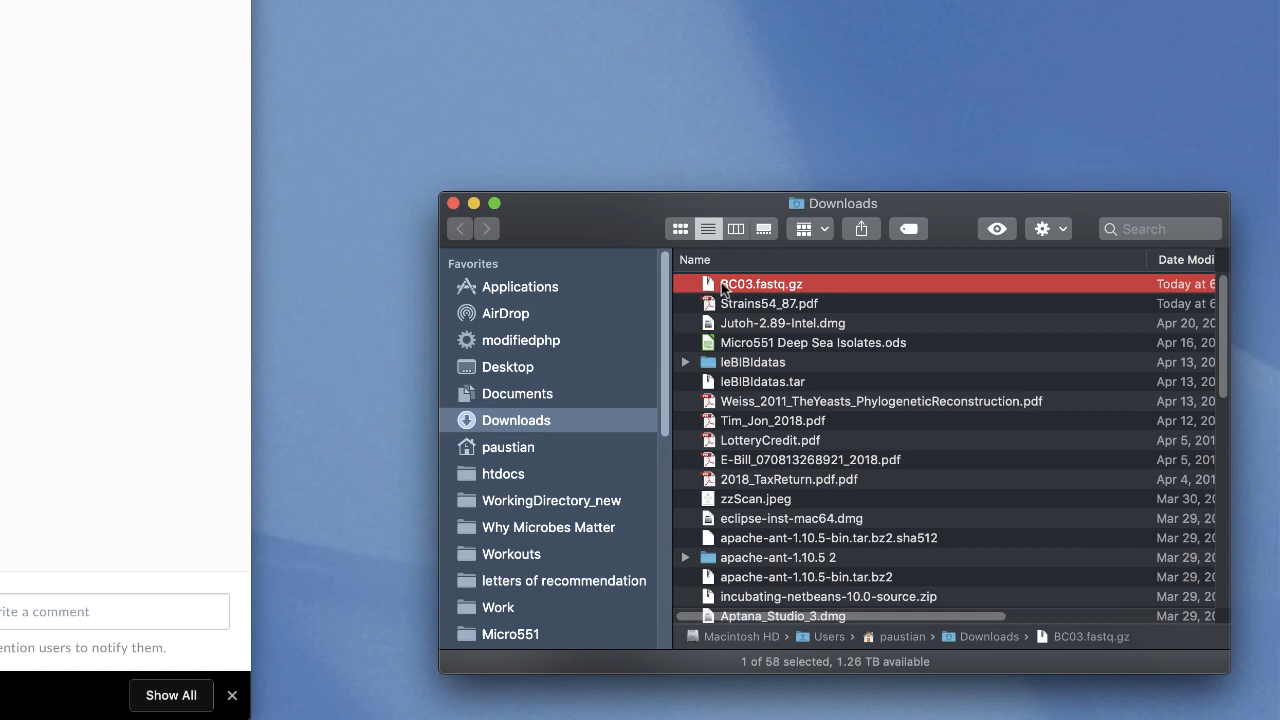 Downloads
Search
Favorites
Applications
AirDrop
modifiedphp
Desktop
Documents
Downloads
paustian
htdocs
WorkingDirectory_new
Why Microbes Matter
Workouts
letters of recommendation
Work
Micro551
Name Date Modi
BC03.fastq.gz Today at 6
Strains54_87.pdf Today at 6
Jutoh-2.89-Intel.dmg Apr 20, 20
Micro551 Deep Sea Isolates.ods Apr 16, 20
leBIBIdatas Apr 13, 20
leBIBIdatas.tar Apr 13, 20
Weiss_2011_TheYeasts_PhylogeneticReconstruction.pdf Apr 13, 20
Tim_Jon_2018.pdf Apr 12, 20
LotteryCredit.pdf Apr 5, 201
E-Bill_070813268921_2018.pdf Apr 5, 201
2018_TaxReturn.pdf.pdf Apr 4, 201
zzScan.jpeg Mar 30, 20
eclipse-inst-mac64.dmg Mar 29, 20
apache-ant-1.10.5-bin.tar.bz2.sha512 Mar 29, 20
apache-ant-1.10.5 2 Mar 29, 20
apache-ant-1.10.5-bin.tar.bz2 Mar 29, 20
incubating-netbeans-10.0-source.zip Mar 29, 20
Aptana_Studio_3.dmg Mar 29, 20
Macintosh HD › Users › paustian › Downloads › BC03.fastq.gz
1 of 58 selected, 1.26 TB available
rite a comment
ention users to notify them.
Show All